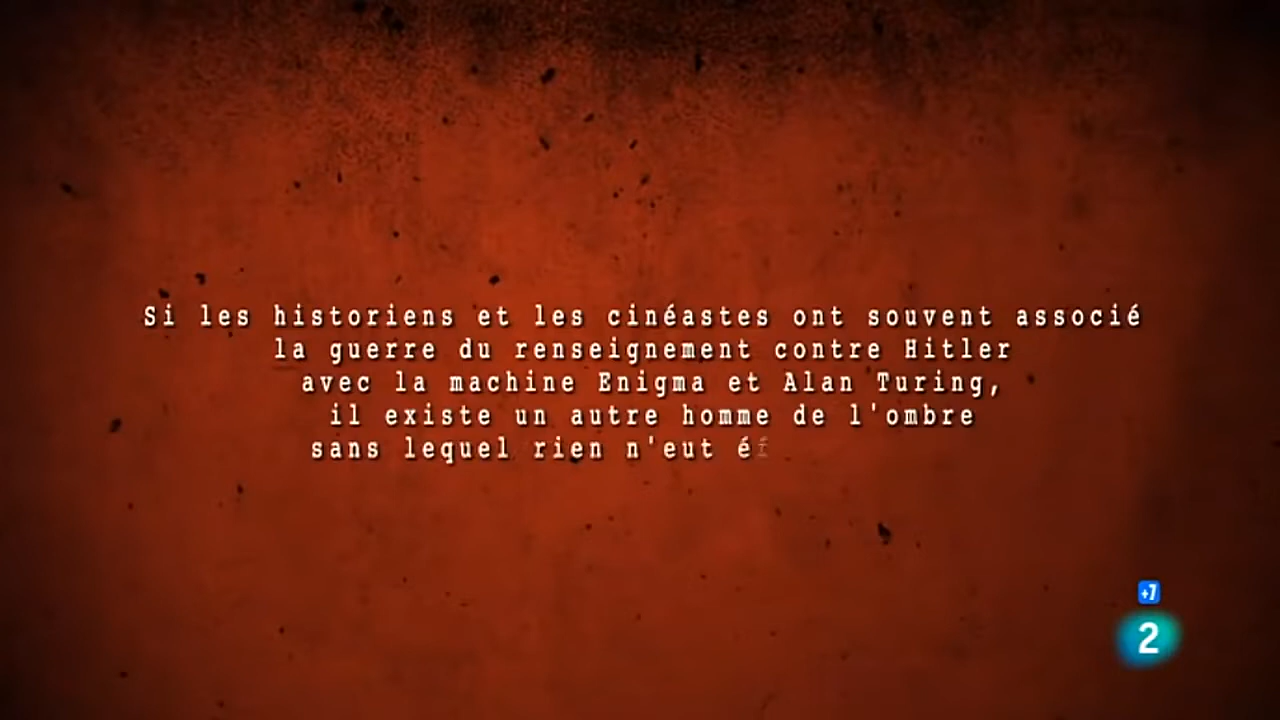 Si les historiens et les cinéastes ont souvent associé
la guerre du renseignement contre Hitler
avec la machine Enigma et Alan Turing,
il existe un autre homme de l'ombre
sans lequel rien n'eut é
+7
2